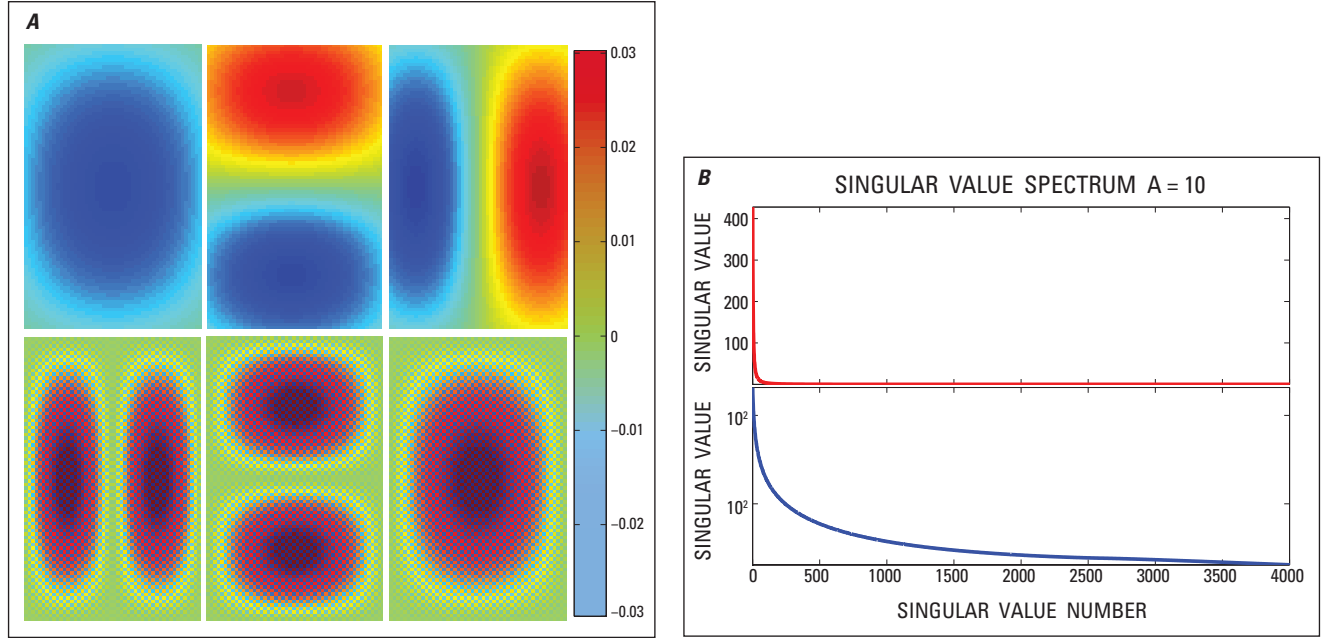 A
0.03
0.02
0.01
0
−0.01
−0.02
−0.03
B
SINGULAR VALUE SPECTRUM A = 10
SINGULAR VALUE
400
300
200
100
SINGULAR VALUE
10²
10²
0 500 1000 1500 2000 2500 3000 3500 4000
SINGULAR VALUE NUMBER